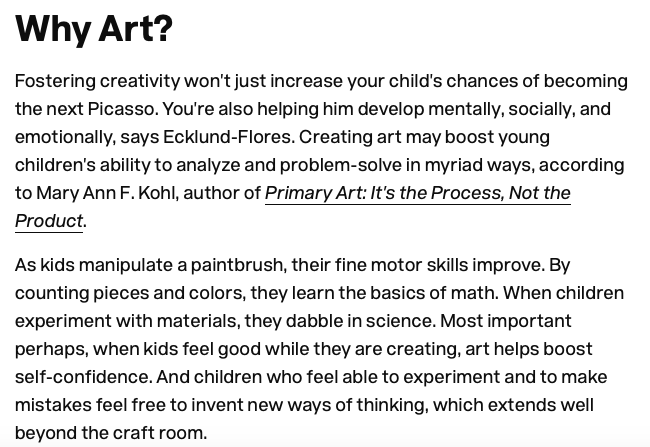 Why Art?
Fostering creativity won't just increase your child's chances of becoming
the next Picasso. You're also helping him develop mentally, socially, and
emotionally, says Ecklund-Flores. Creating art may boost young
children's ability to analyze and problem-solve in myriad ways, according
to Mary Ann F. Kohl, author of Primary Art: It's the Process, Not the
Product.
As kids manipulate a paintbrush, their fine motor skills improve. By
counting pieces and colors, they learn the basics of math. When children
experiment with materials, they dabble in science. Most important
perhaps, when kids feel good while they are creating, art helps boost
self-confidence. And children who feel able to experiment and to make
mistakes feel free to invent new ways of thinking, which extends well
beyond the craft room.